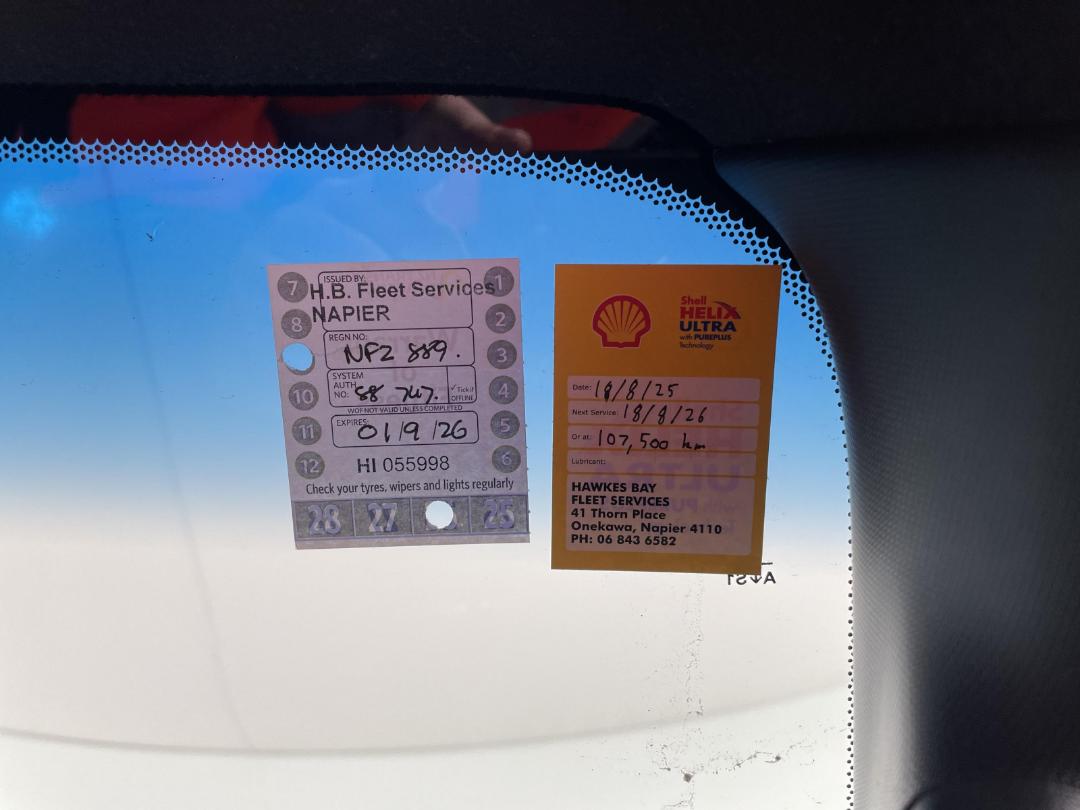 7
ISSUED BY:
1
H.B. Fleet Services
8
NAPIER
2
REGN NO:
NFZ 889.
3
10
SYSTEM
AUTH
NO: 88 747.
✓ Tick if
OFFLINE
4
WOF NOT VALID UNLESS COMPLETED
11
EXPIRES:
01/9/26
5
12
HI 055998
6
Check your tyres, wipers and lights regularly
28 27 25
Shell
HELIX
ULTRA
with PUREPLUS
Technology
Date: 18/8/25
Next Service: 18/8/26
Or at: 107,500 km
Lubricant:
HAWKES BAY
FLEET SERVICES
41 Thorn Place
Onekawa, Napier 4110
PH: 06 843 6582
AS1